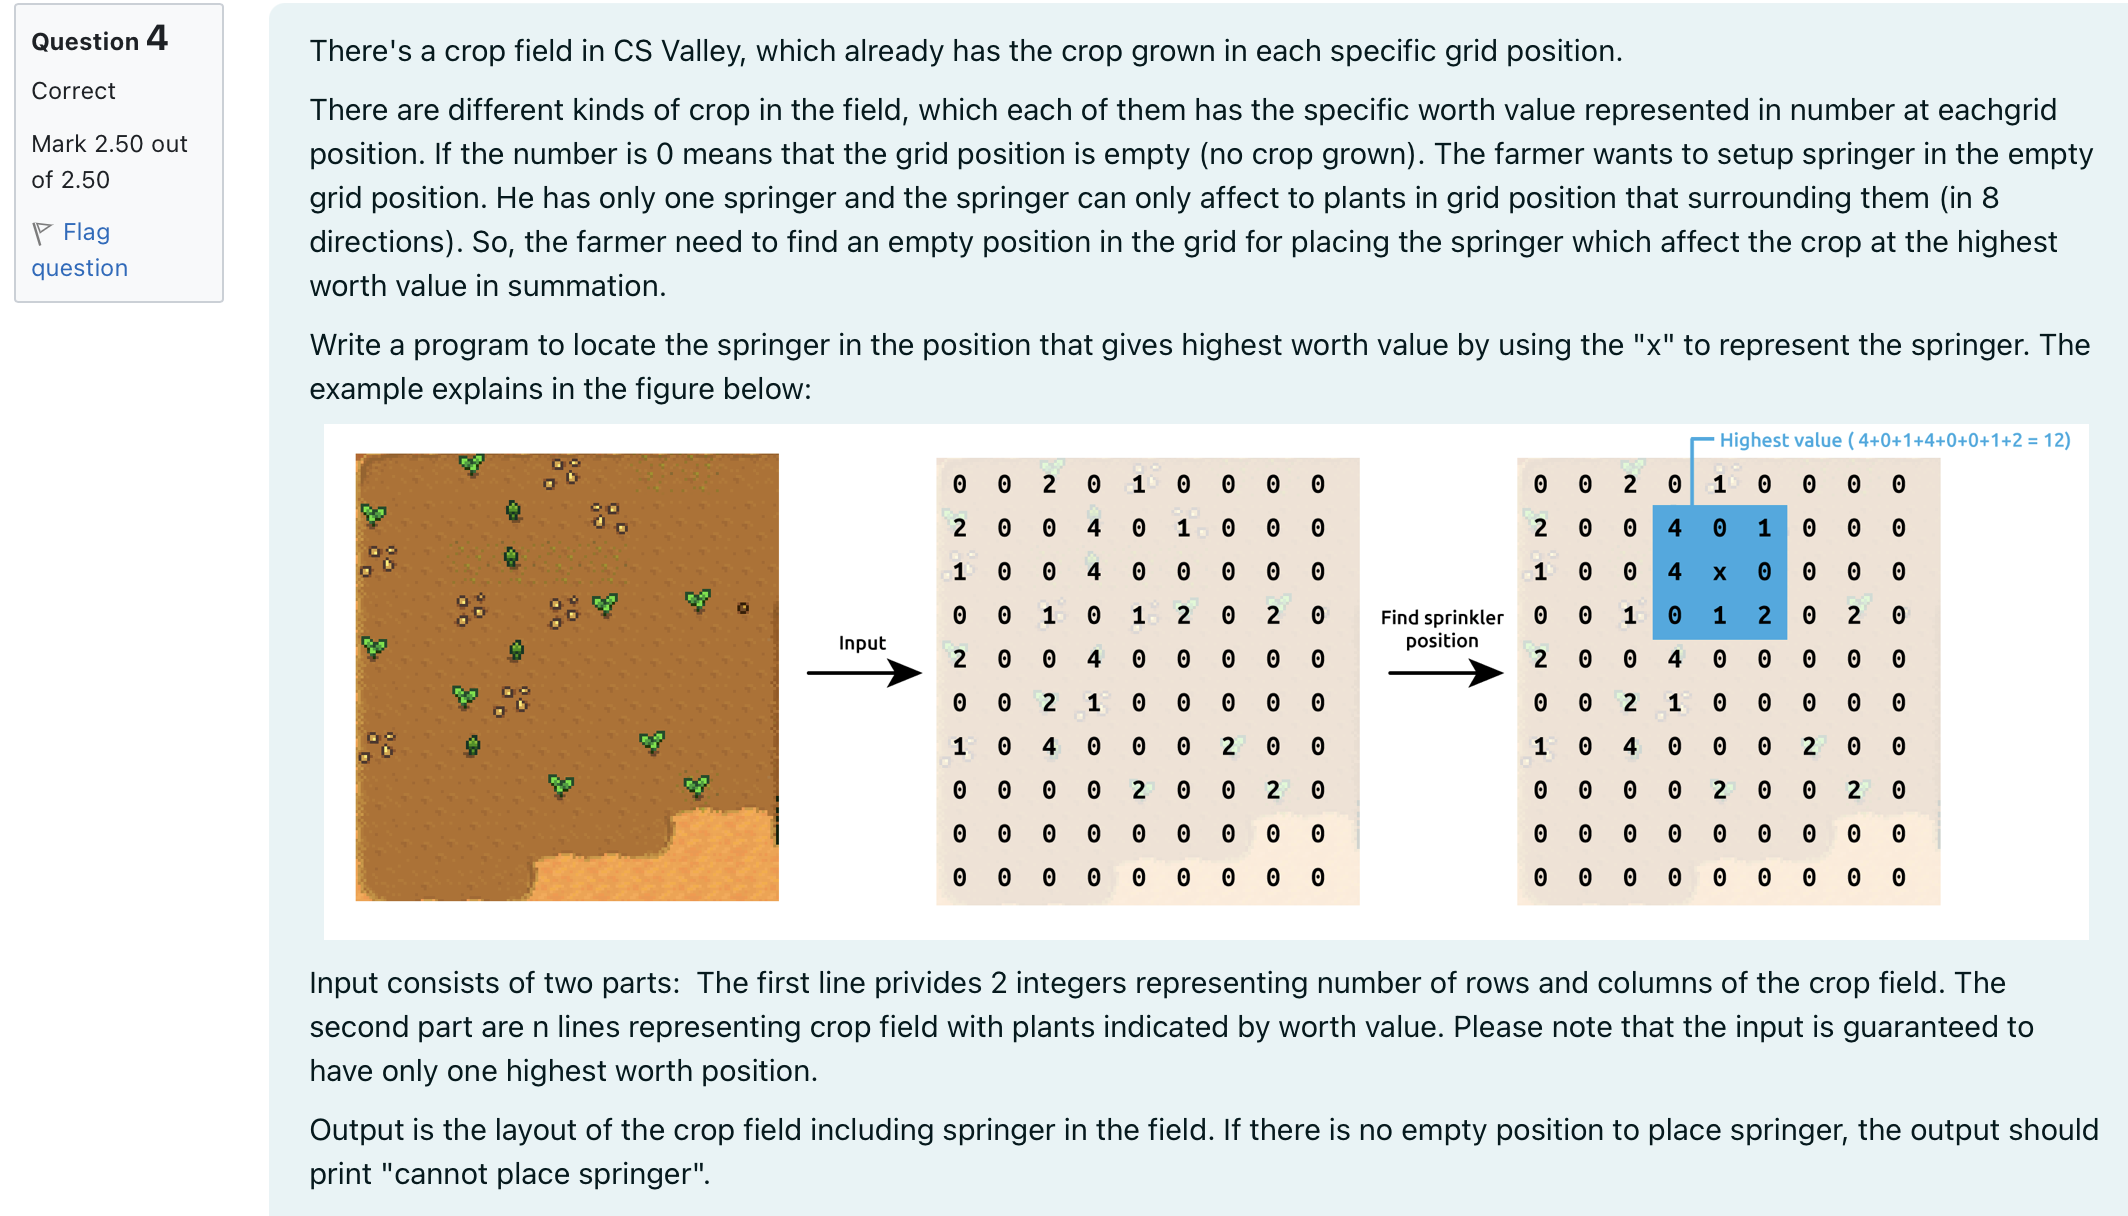 Question 4
Correct
Mark 2.50 out
of 2.50
Flag
question
There's a crop field in CS Valley, which already has the crop grown in each specific grid position.
There are different kinds of crop in the field, which each of them has the specific worth value represented in number at eachgrid
position. If the number is 0 means that the grid position is empty (no crop grown). The farmer wants to setup springer in the empty
grid position. He has only one springer and the springer can only affect to plants in grid position that surrounding them (in 8
directions). So, the farmer need to find an empty position in the grid for placing the springer which affect the crop at the highest
worth value in summation.
Write a program to locate the springer in the position that gives highest worth value by using the "x" to represent the springer. The
example explains in the figure below:
Highest value ( 4+0+1+4+0+0+1+2 = 12)
Input
0 0 2 0 1 0 0 0 0
2 0 0 4 0 1 0 0 0
1 0 0 4 0 0 0 0 0
0 0 1 0 1 2 0 2 0
2 0 0 4 0 0 0 0 0
0 0 2 1 0 0 0 0 0
1 0 4 0 0 0 2 0 0
0 0 0 0 2 0 0 2 0
0 0 0 0 0 0 0 0 0
0 0 0 0 0 0 0 0 0
Find sprinkler
position
0 0 2 0 1 0 0 0 0
2 0 0 4 0 1 0 0 0
1 0 0 4 x 0 0 0 0
0 0 1 0 1 2 0 2 0
2 0 0 4 0 0 0 0 0
0 0 2 1 0 0 0 0 0
1 0 4 0 0 0 2 0 0
0 0 0 0 2 0 0 2 0
0 0 0 0 0 0 0 0 0
0 0 0 0 0 0 0 0 0
Input consists of two parts:  The first line privides 2 integers representing number of rows and columns of the crop field. The
second part are n lines representing crop field with plants indicated by worth value. Please note that the input is guaranteed to
have only one highest worth position.
Output is the layout of the crop field including springer in the field. If there is no empty position to place springer, the output should
print "cannot place springer".